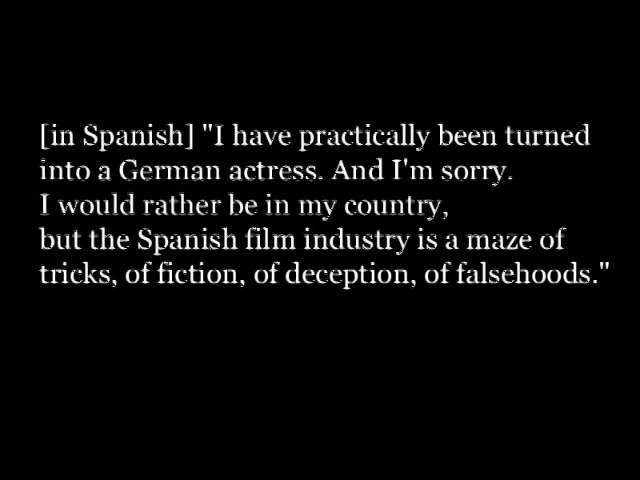 [in Spanish] "I have practically been turned
into a German actress. And I'm sorry.
I would rather be in my country,
but the Spanish film industry is a maze of
tricks, of fiction, of deception, of falsehoods."